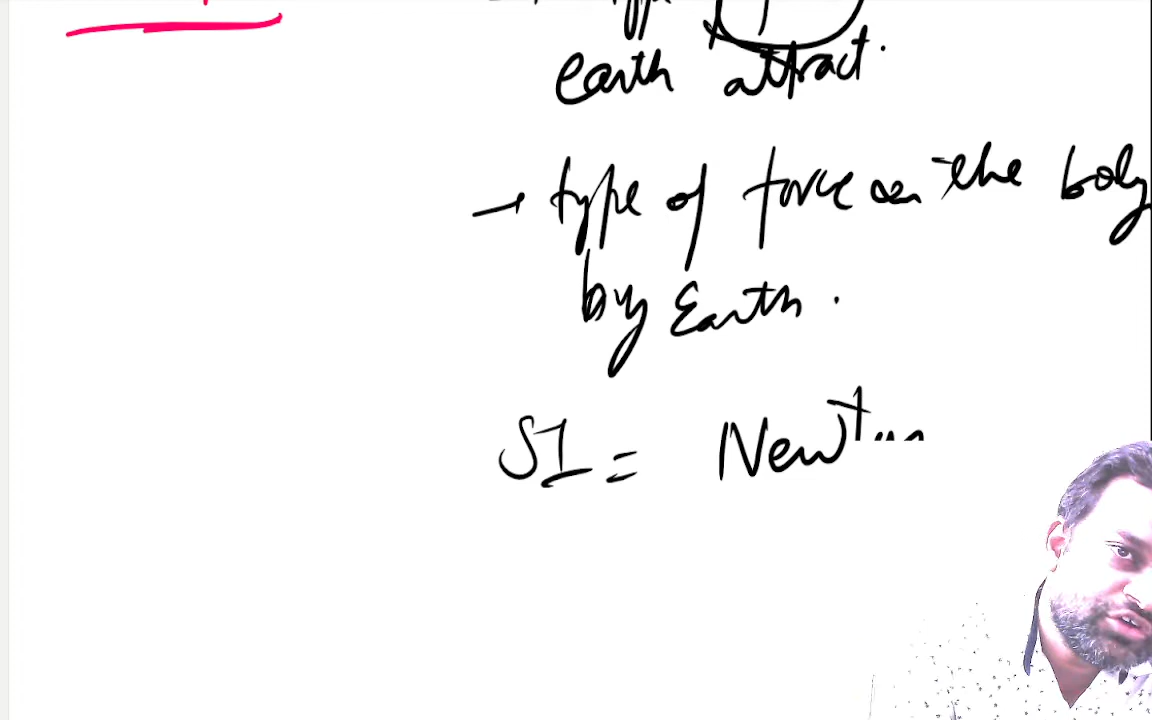 earth attract.
→ type of force on the body
by Earth.
SI = Newton